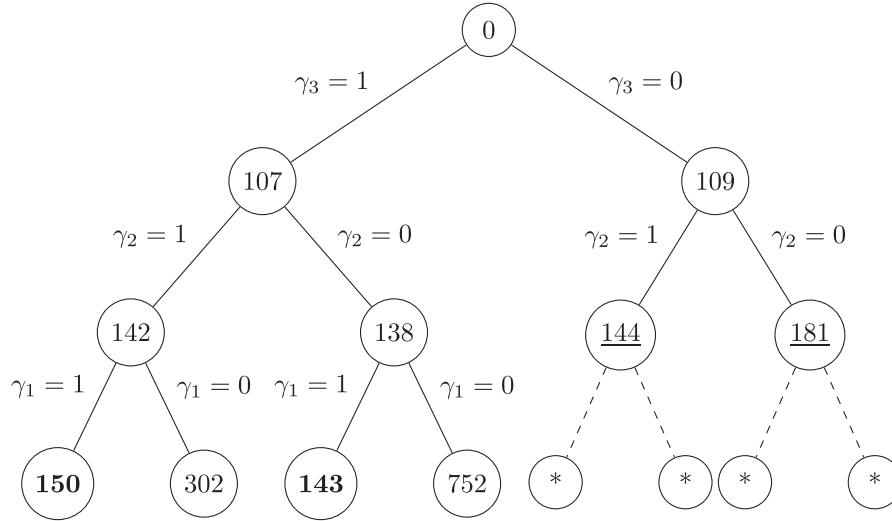 0
γ₃ = 1
γ₃ = 0
107
109
γ₂ = 1
γ₂ = 0
γ₂ = 1
γ₂ = 0
142
138
144
181
γ₁ = 1
γ₁ = 0
γ₁ = 1
γ₁ = 0
150
302
143
752
*
*
*
*